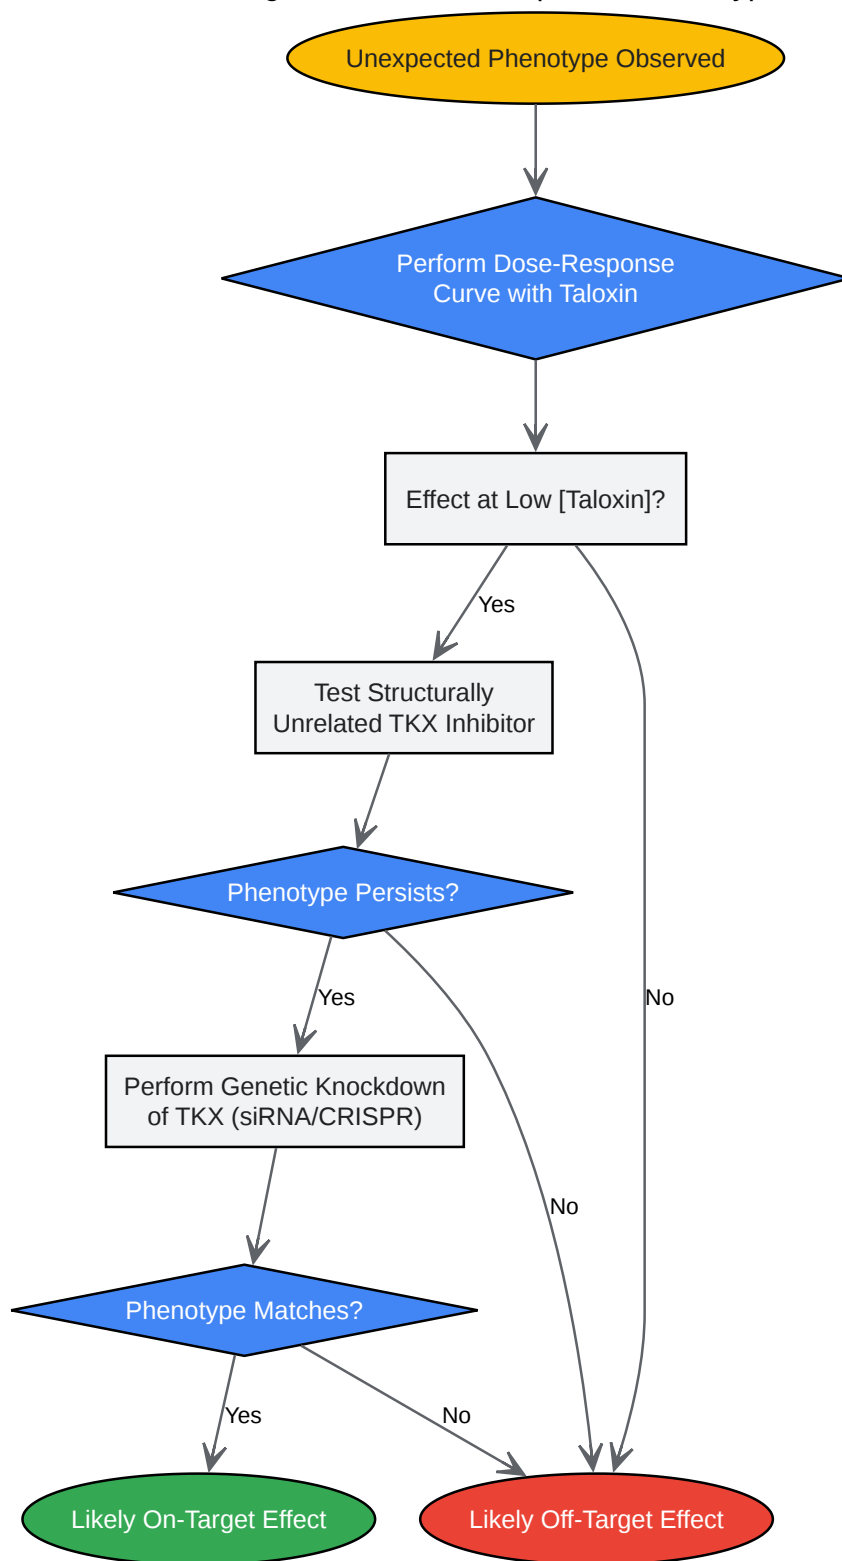 Unexpected Phenotype Observed
Perform Dose-Response
Curve with Taloxin
Effect at Low [Taloxin]?
Yes
Test Structurally
Unrelated TKX Inhibitor
Phenotype Persists?
Yes
No
Perform Genetic Knockdown
of TKX (siRNA/CRISPR)
No
Phenotype Matches?
Yes
No
Likely On-Target Effect
Likely Off-Target Effect